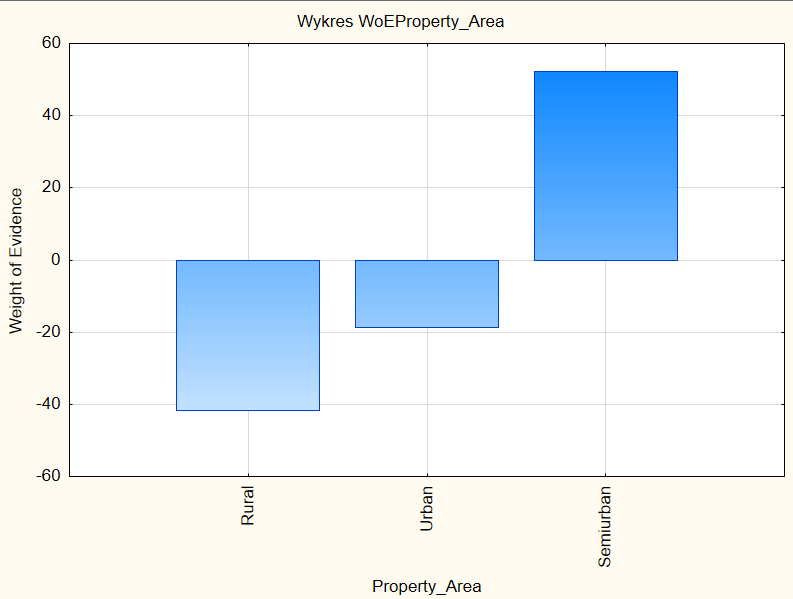 Wykres WoEProperty_Area
60
40
20
0
-20
-40
-60
Weight of Evidence
Rural
Urban
Semiurban
Property_Area